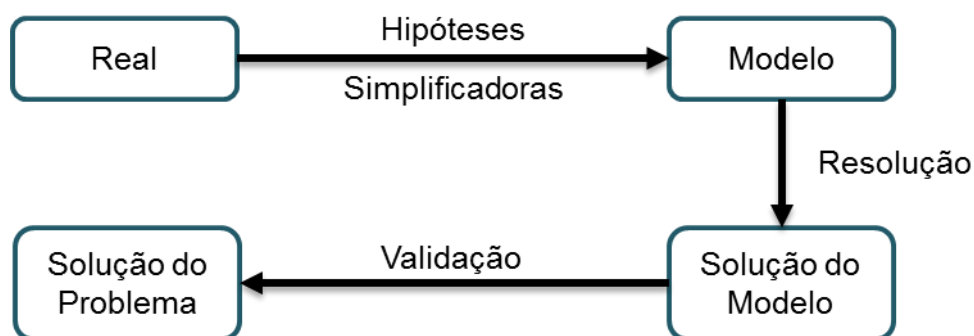 Real
Hipóteses
Simplificadoras
Modelo
Resolução
Solução do
Problema
Validação
Solução do
Modelo